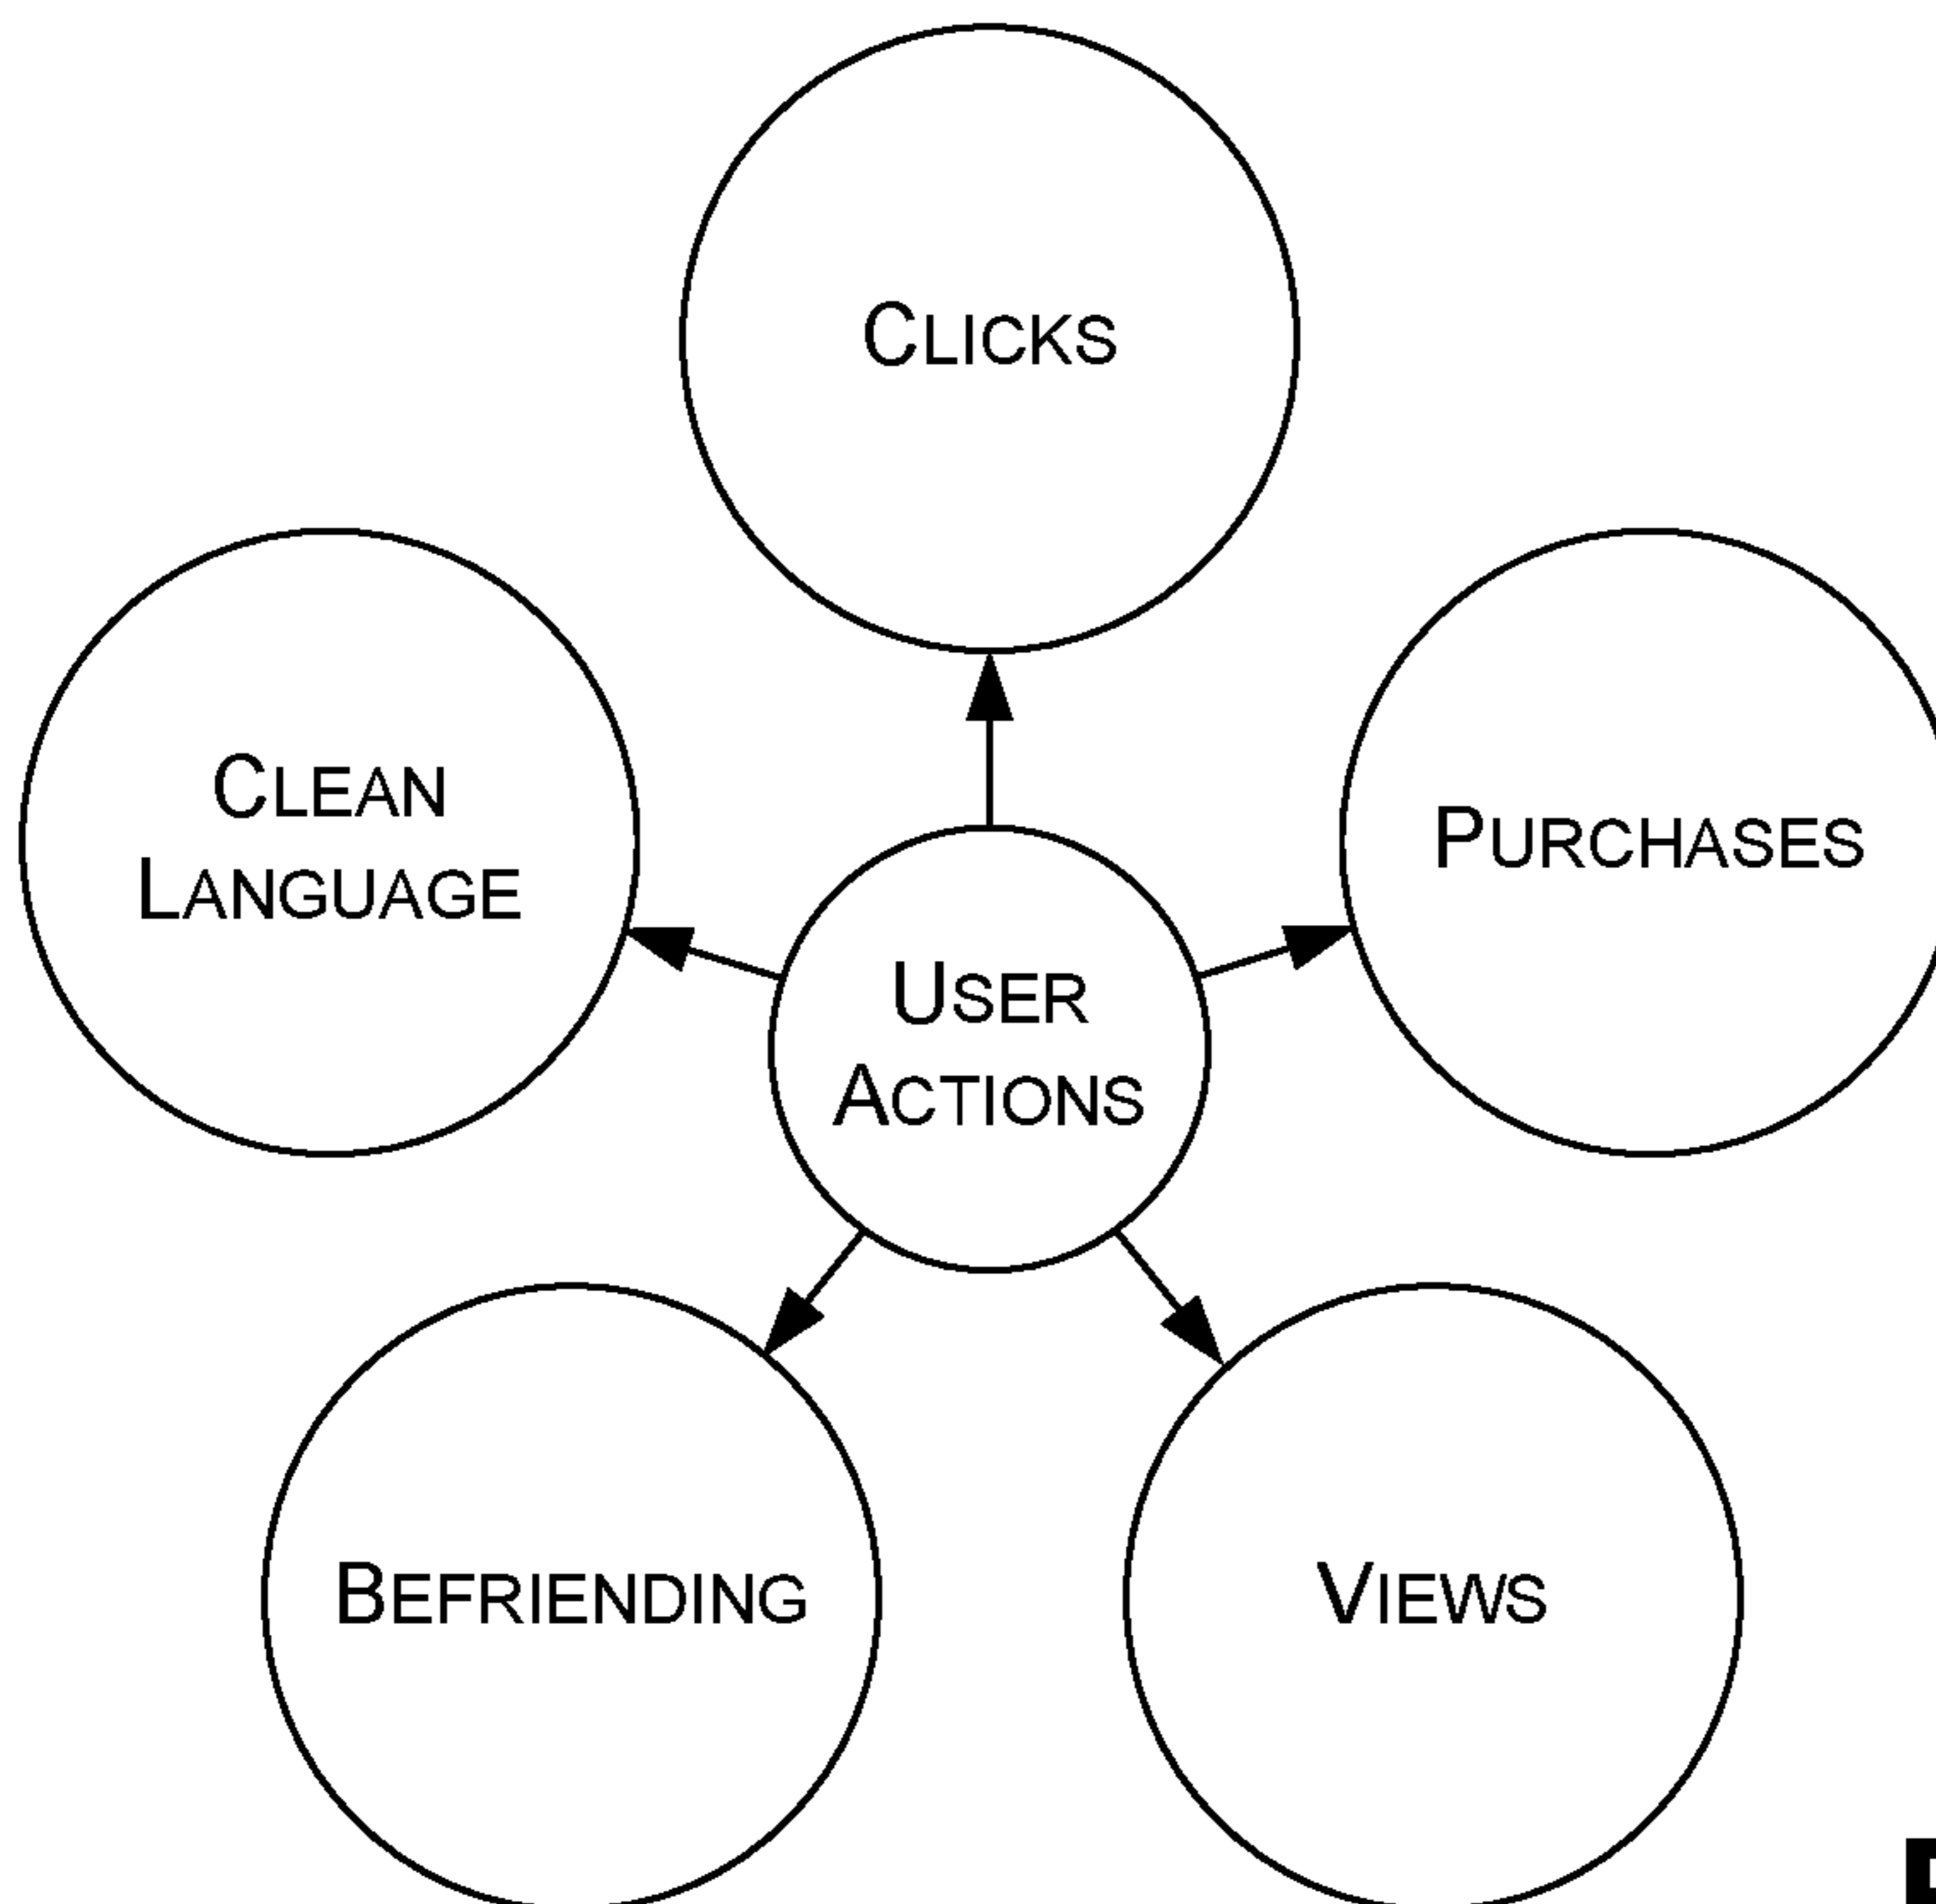 Clicks
Clean
Language
Purchases
User
Actions
Befriending
Views